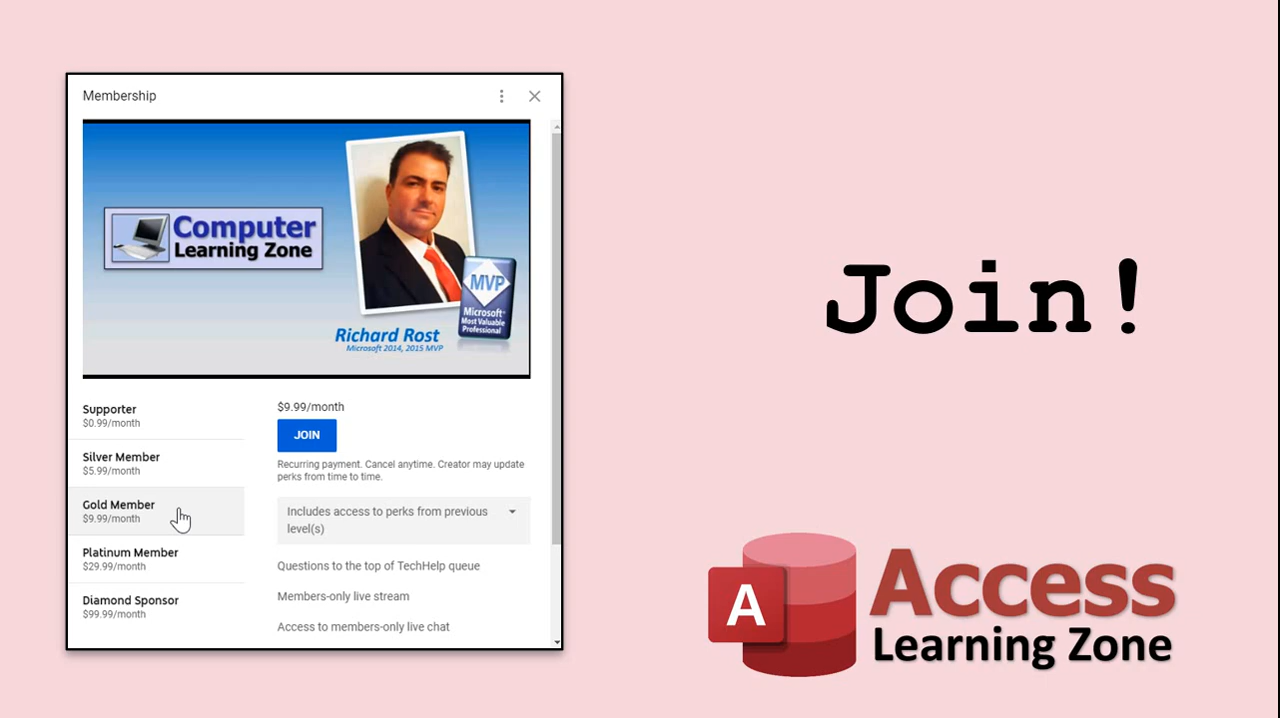 Membership
Computer
Learning Zone
MVP
Microsoft®
Most Valuable
Professional
Richard Rost
Microsoft 2014, 2015 MVP
Supporter
$0.99/month
Silver Member
$5.99/month
Gold Member
$9.99/month
Platinum Member
$29.99/month
Diamond Sponsor
$99.99/month
$9.99/month
JOIN
Recurring payment. Cancel anytime. Creator may update
perks from time to time.
Includes access to perks from previous
level(s)
Questions to the top of TechHelp queue
Members-only live stream
Access to members-only live chat
Join!
A
Access
Learning Zone